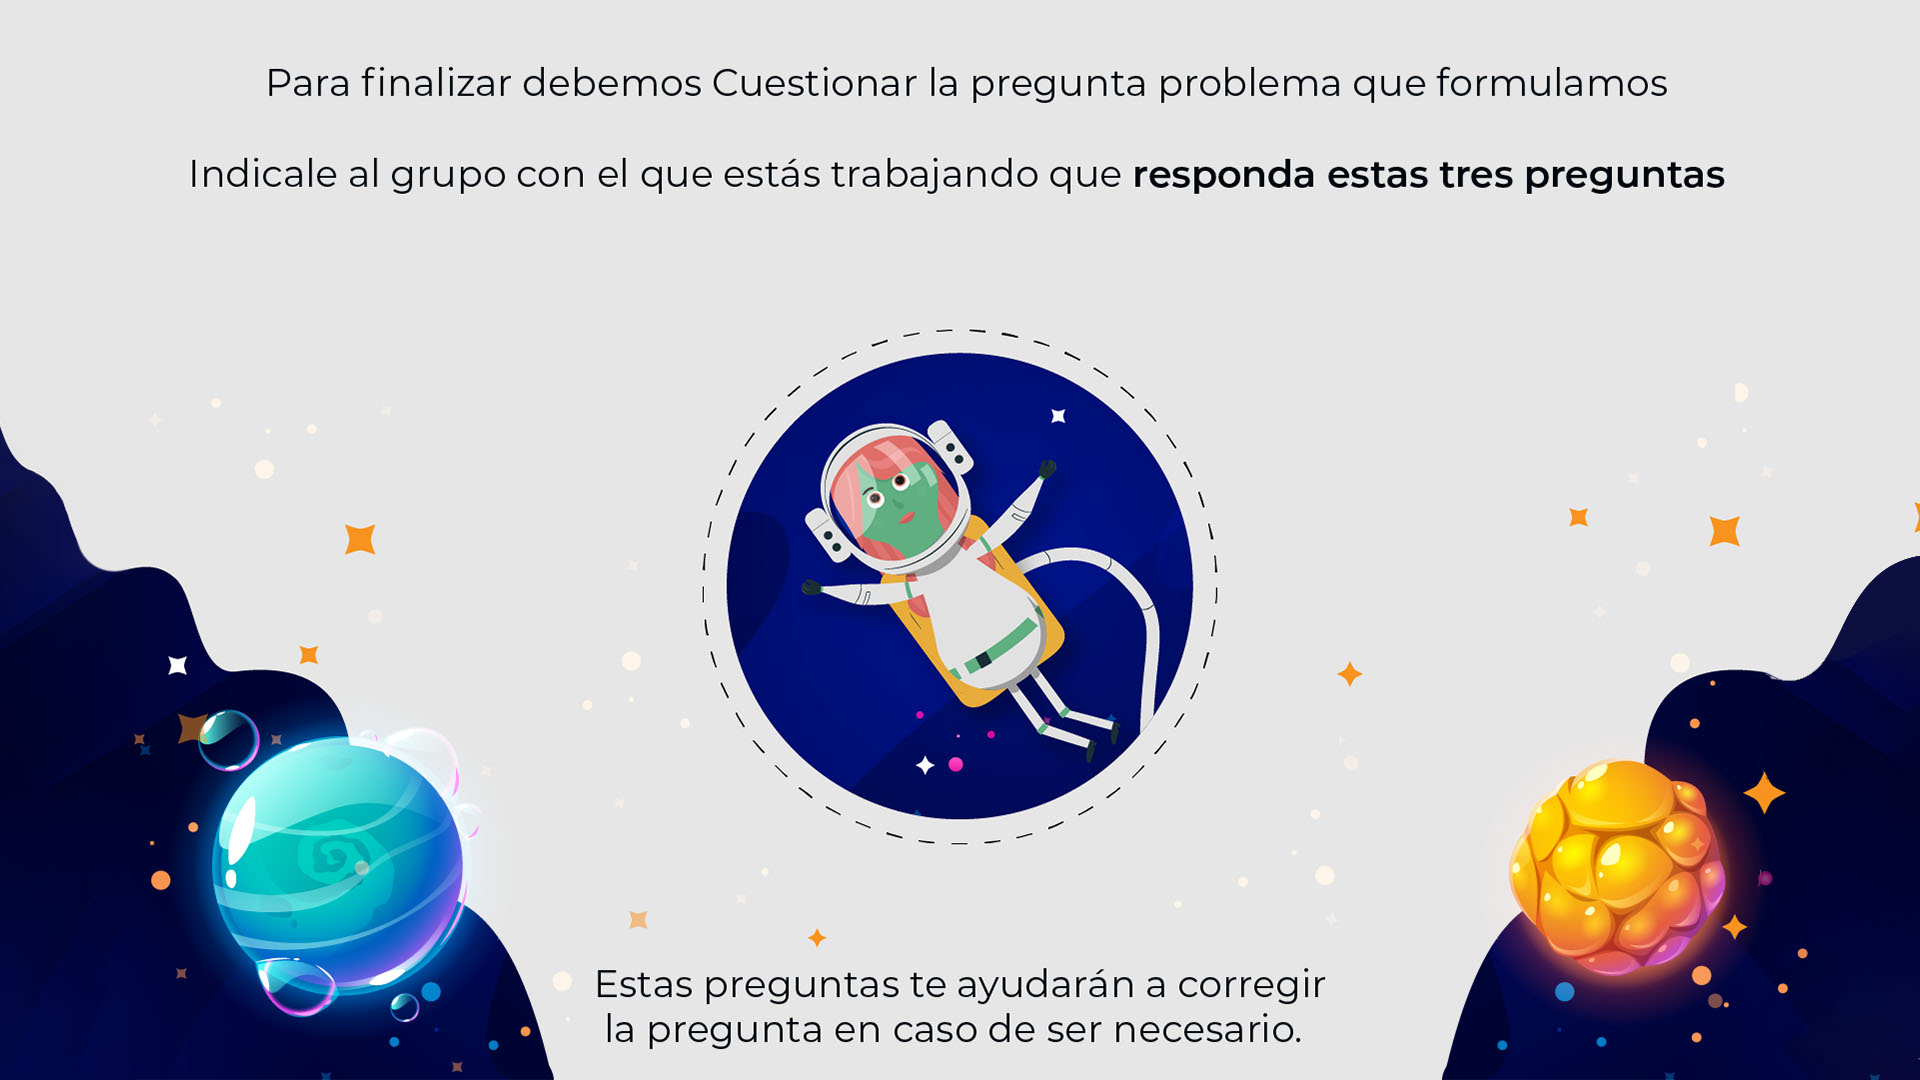 Para finalizar debemos Cuestionar la pregunta problema que formulamos
Indicale al grupo con el que estás trabajando que responda estas tres preguntas
Estas preguntas te ayudarán a corregir
la pregunta en caso de ser necesario.